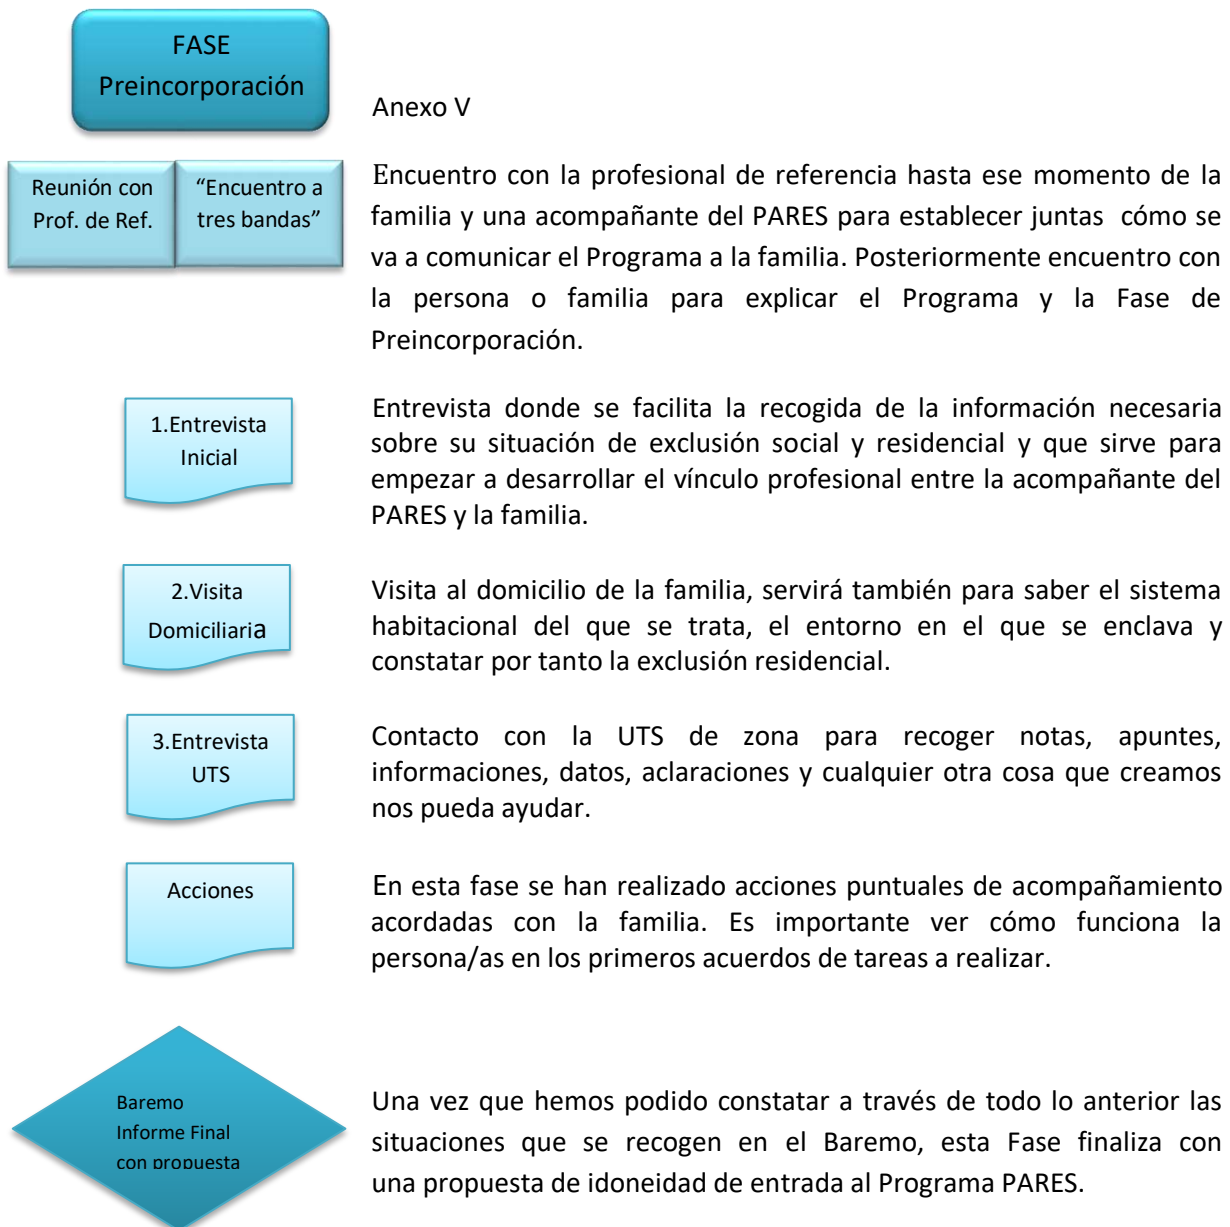 FASE
Preincorporación
Anexo V
Reunión con
Prof. de Ref.
“Encuentro a
tres bandas”
Encuentro con la profesional de referencia hasta ese momento de la
familia y una acompañante del PARES para establecer juntas cómo se
va a comunicar el Programa a la familia. Posteriormente encuentro con
la persona o familia para explicar el Programa y la Fase de
Preincorporación.
1.Entrevista
Inicial
Entrevista donde se facilita la recogida de la información necesaria
sobre su situación de exclusión social y residencial y que sirve para
empezar a desarrollar el vínculo profesional entre la acompañante del
PARES y la familia.
2.Visita
Domiciliaria
Visita al domicilio de la familia, servirá también para saber el sistema
habitacional del que se trata, el entorno en el que se enclava y
constatar por tanto la exclusión residencial.
3.Entrevista
UTS
Contacto con la UTS de zona para recoger notas, apuntes,
informaciones, datos, aclaraciones y cualquier otra cosa que creamos
nos pueda ayudar.
Acciones
En esta fase se han realizado acciones puntuales de acompañamiento
acordadas con la familia. Es importante ver cómo funciona la
persona/as en los primeros acuerdos de tareas a realizar.
Baremo
Informe Final
con propuesta
Una vez que hemos podido constatar a través de todo lo anterior las
situaciones que se recogen en el Baremo, esta Fase finaliza con
una propuesta de idoneidad de entrada al Programa PARES.